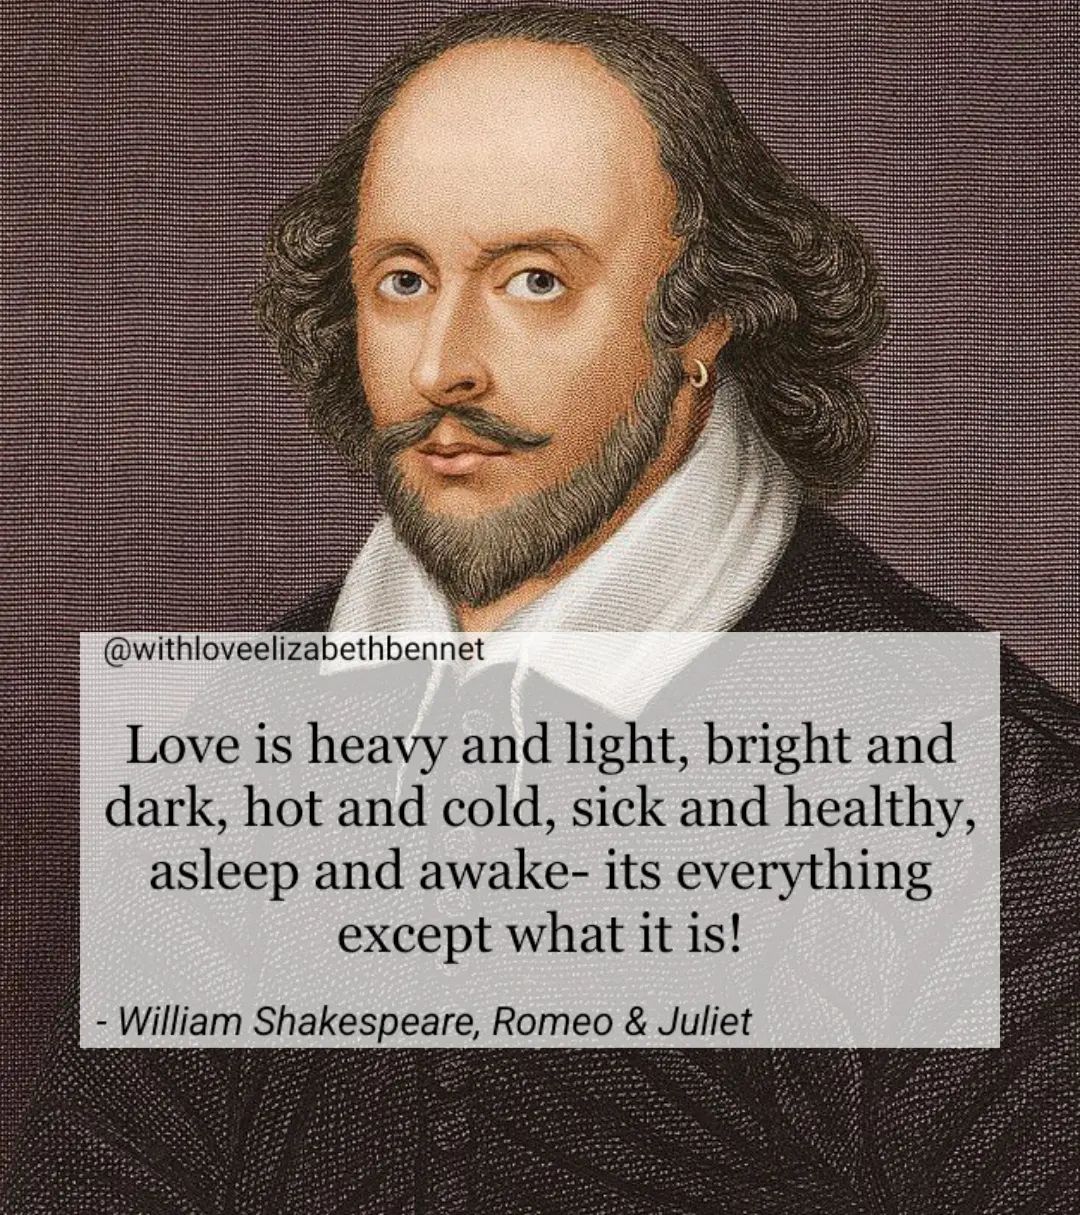 @withloveelizabethbennet
Love is heavy and light, bright and
dark, hot and cold, sick and healthy,
asleep and awake- its everything
except what it is!
- William Shakespeare, Romeo & Juliet